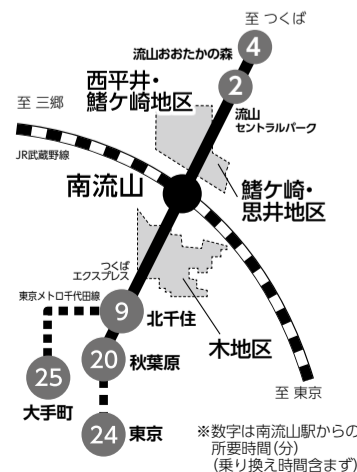 至 つくば
4
流山おおたかの森
西平井・
鰭ケ崎地区
2
至 三郷
流山
セントラルパーク
JR武蔵野線
南流山
鰭ケ崎・
思井地区
つくば
エクスプレス
東京メトロ千代田線
9
北千住
木地区
20
秋葉原
25
至 東京
大手町
24
東京
※数字は南流山駅からの
所要時間(分)
(乗り換え時間含まず)